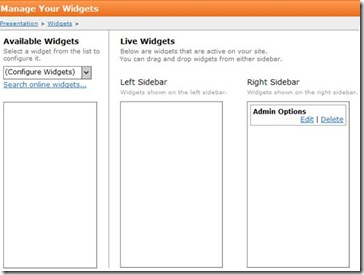 Manage Your Widgets
Presentation > Widgets >
Available Widgets
Select a widget from the list to
configure it.
(Configure Widgets)
Search online widgets...
Live Widgets
Below are widgets that are active on your site.
You can drag and drop widgets from either sidebar.
Left Sidebar
Widgets shown on the left sidebar.
Right Sidebar
Widgets shown on the right sidebar.
Admin Options
Edit | Delete